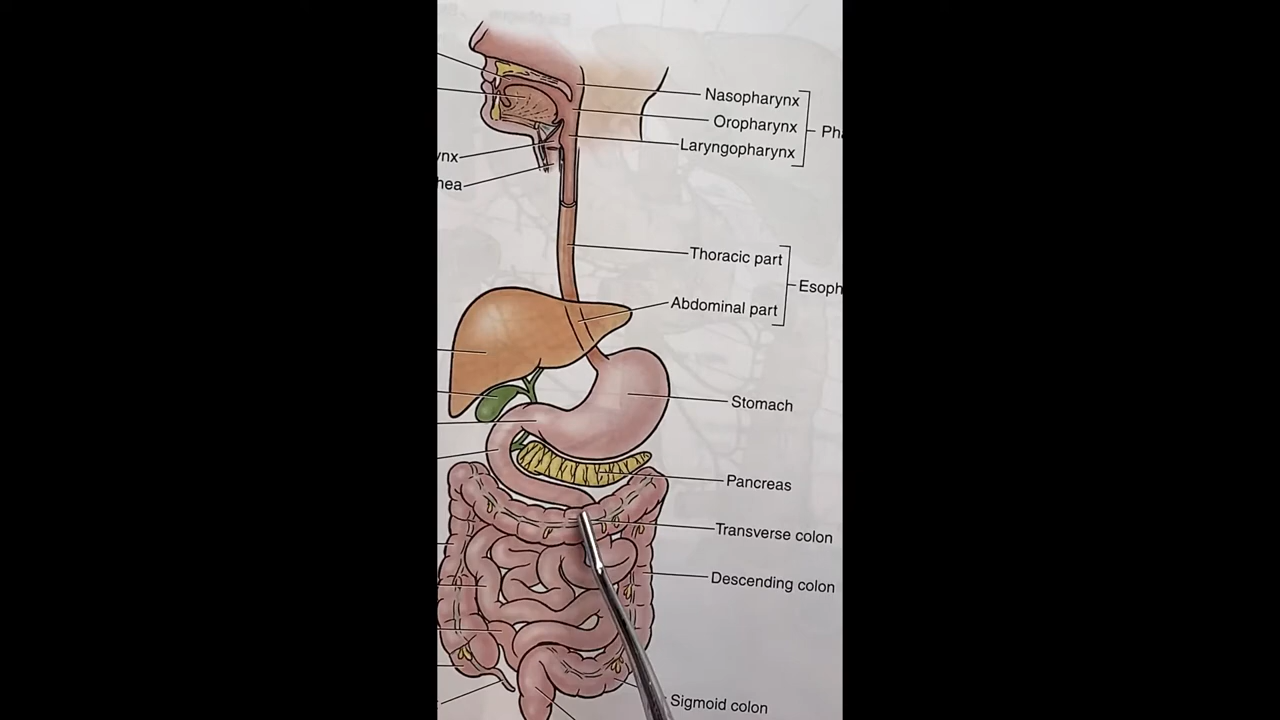 Nasopharynx
Oropharynx
Laryngopharynx
Thoracic part
Abdominal part
Stomach
Pancreas
Transverse colon
Descending colon
Sigmoid colon